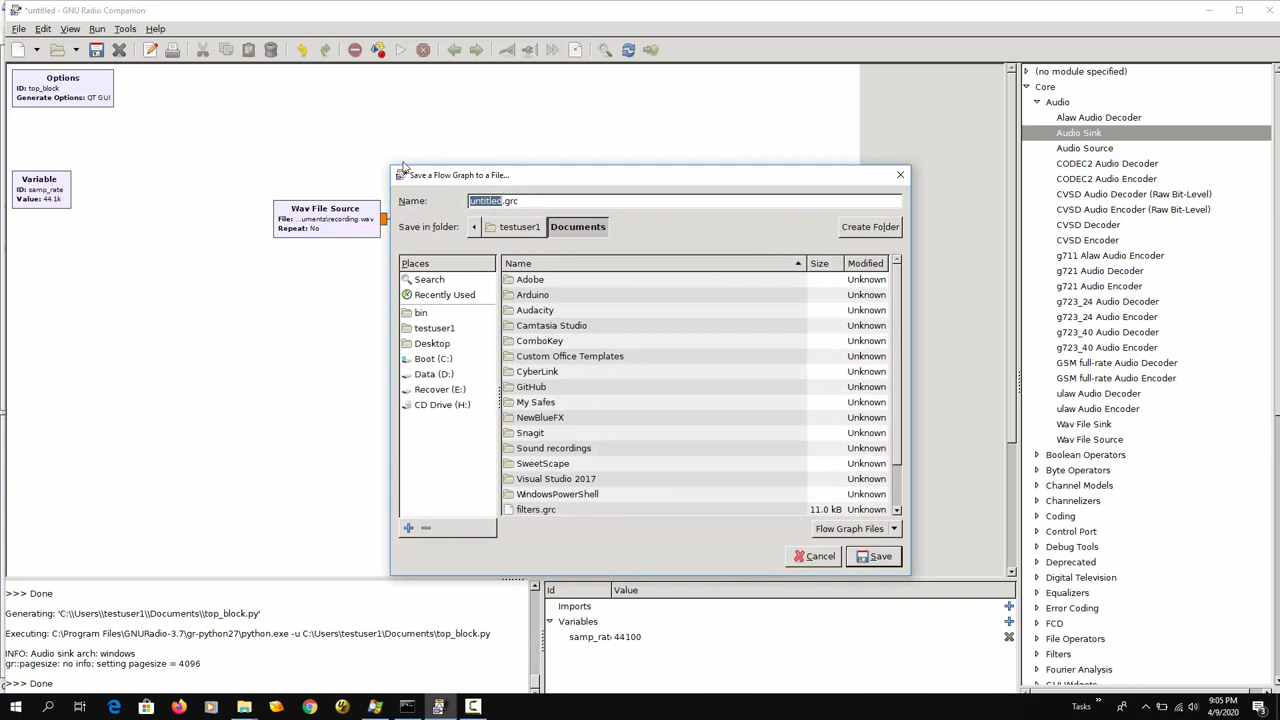 *untitled - GNU Radio Companion
File Edit View Run Tools Help
Options
ID: top_block
Generate Options: QT GUI
Variable
ID: samp_rate
Value: 44.1k
Wav File Source
File: ...uments\recording.wav
Repeat: No
Save a Flow Graph to a File...
Name: untitled.grc
Save in folder: testuser1 Documents Create Folder
Places
Search
Recently Used
bin
testuser1
Desktop
Boot (C:)
Data (D:)
Recover (E:)
CD Drive (H:)
Name Size Modified
Adobe Unknown
Arduino Unknown
Audacity Unknown
Camtasia Studio Unknown
ComboKey Unknown
Custom Office Templates Unknown
CyberLink Unknown
GitHub Unknown
My Safes Unknown
NewBlueFX Unknown
Snagit Unknown
Sound recordings Unknown
SweetScape Unknown
Visual Studio 2017 Unknown
WindowsPowerShell Unknown
filters.grc 11.0 kB Unknown
Flow Graph Files
Cancel Save
(no module specified)
Core
Audio
Alaw Audio Decoder
Audio Sink
Audio Source
CODEC2 Audio Decoder
CODEC2 Audio Encoder
CVSD Audio Decoder (Raw Bit-Level)
CVSD Audio Encoder (Raw Bit-Level)
CVSD Decoder
CVSD Encoder
g711 Alaw Audio Encoder
g721 Audio Decoder
g721 Audio Encoder
g723_24 Audio Decoder
g723_24 Audio Encoder
g723_40 Audio Decoder
g723_40 Audio Encoder
GSM full-rate Audio Decoder
GSM full-rate Audio Encoder
ulaw Audio Decoder
ulaw Audio Encoder
Wav File Sink
Wav File Source
Boolean Operators
Byte Operators
Channel Models
Channelizers
Coding
Control Port
Debug Tools
Deprecated
Digital Television
Equalizers
Error Coding
FCD
File Operators
Filters
Fourier Analysis
>>> Done
Generating: 'C:\\Users\\testuser1\\Documents\\top_block.py'
Executing: C:\Program Files\GNURadio-3.7\gr-python27\python.exe -u C:\Users\testuser1\Documents\top_block.py
INFO: Audio sink arch: windows
gr::pagesize: no info; setting pagesize = 4096
>>> Done
Id Value
Imports
Variables
samp_rat 44100
Tasks
9:05 PM
4/9/2020